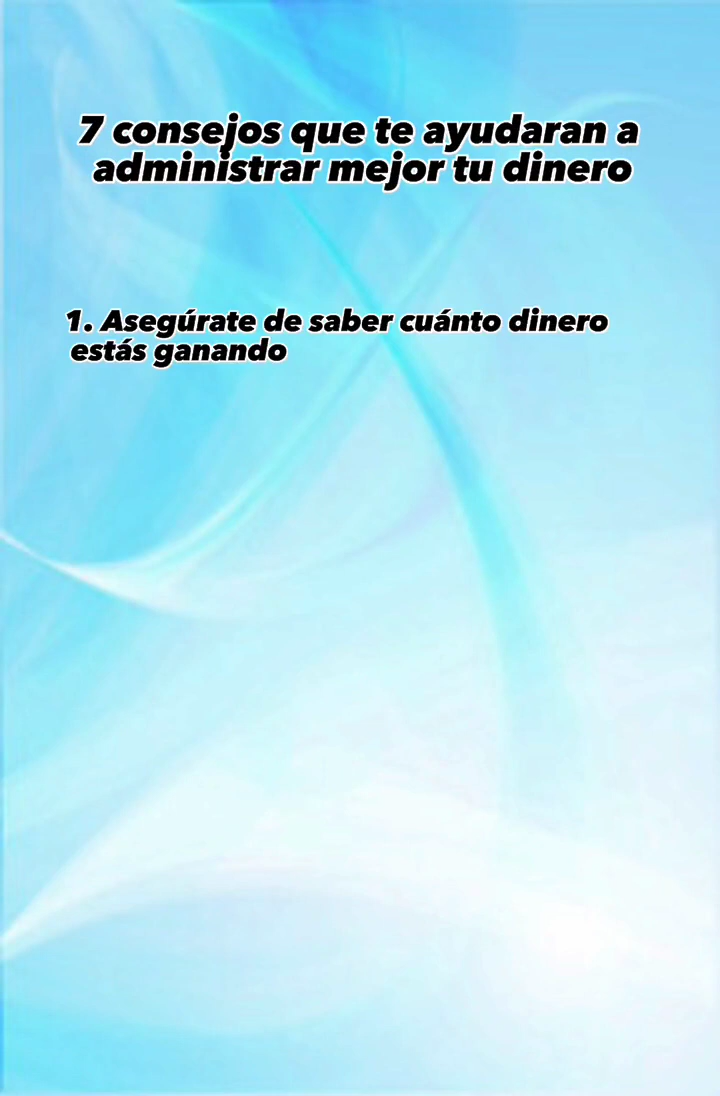 7 consejos que te ayudaran a
administrar mejor tu dinero
1. Asegúrate de saber cuánto dinero
estás ganando